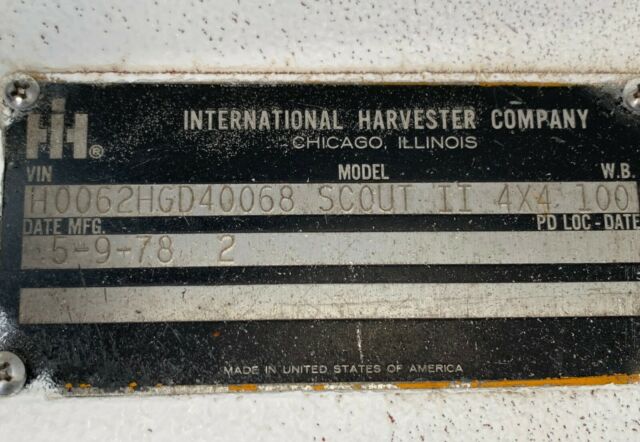 IH®
INTERNATIONAL HARVESTER COMPANY
CHICAGO, ILLINOIS
VIN MODEL W.B.
H0062HGD40068 SCOUT II 4X4 100
DATE MFG. PD LOC-DATE
5-9-78 2
MADE IN UNITED STATES OF AMERICA